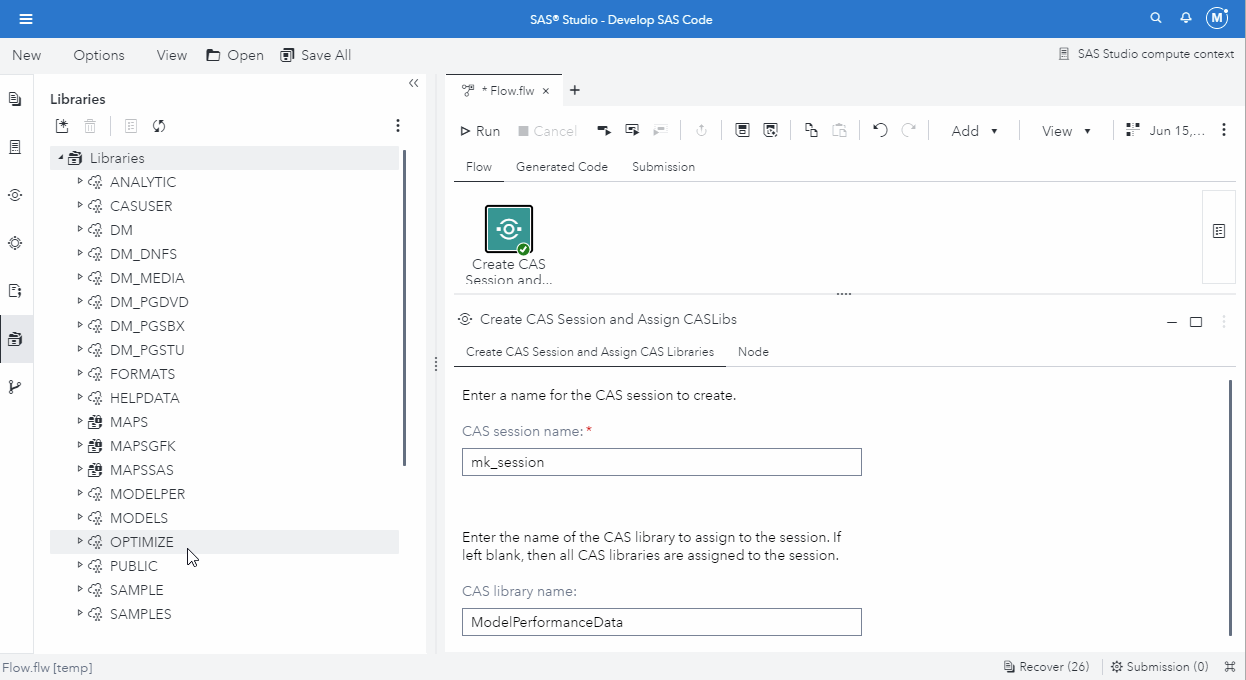 SAS® Studio - Develop SAS Code
M
New Options View Open Save All
SAS Studio compute context
Libraries
Libraries
ANALYTIC
CASUSER
DM
DM_DNFS
DM_MEDIA
DM_PGDVD
DM_PGSBX
DM_PGSTU
FORMATS
HELPDATA
MAPS
MAPSGFK
MAPSSAS
MODELPER
MODELS
OPTIMIZE
PUBLIC
SAMPLE
SAMPLES
* Flow.flw
Run Cancel Add View Jun 15,...
Flow Generated Code Submission
Create CAS
Session and...
Create CAS Session and Assign CASLibs
Create CAS Session and Assign CAS Libraries Node
Enter a name for the CAS session to create.
CAS session name:*
mk_session
Enter the name of the CAS library to assign to the session. If
left blank, then all CAS libraries are assigned to the session.
CAS library name:
ModelPerformanceData
Flow.flw [temp]
Recover (26) Submission (0)